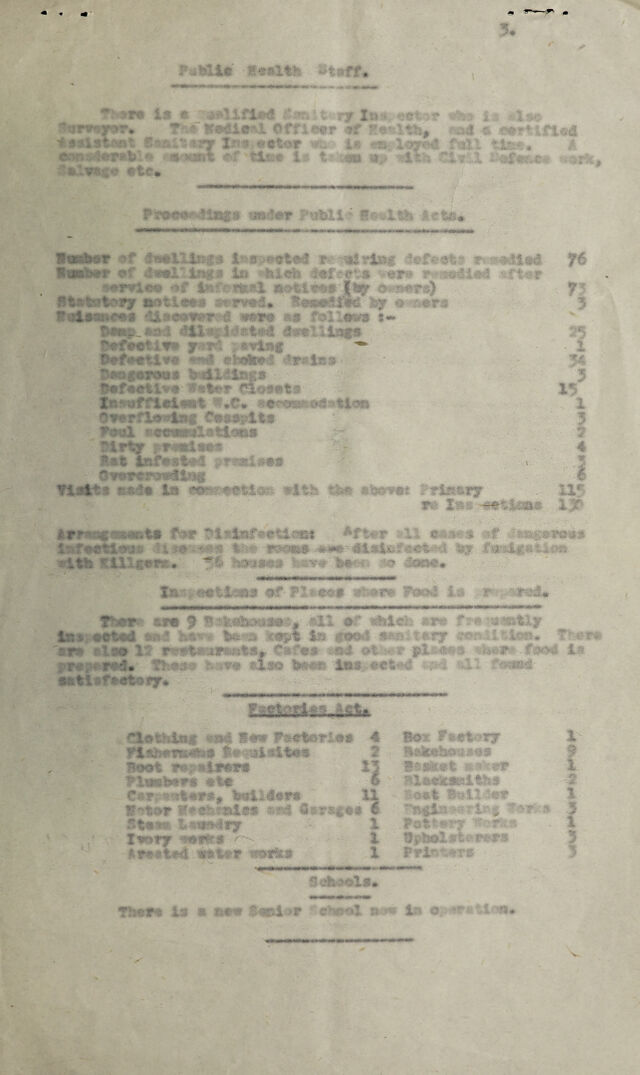 3.
Public Health Staff.
There is a qualified Sanitary Inspector who is also
Surveyor. The Medical Officer of Health, and a certified
Assistant Sanitary Inspector who is employed full time. A
considerable amount of time is taken up with Civil Defence work,
Salvage etc.
Proceedings under Public Health Acts.
Number of dwellings inspected requiring defects remedied 76
Number of dwellings in which defects were remedied after
service of informal notices (by owners) 73
Statutory notices served. Remedied by owners 3
Nuisances discovered were as follows :-
Damp and dilapidated dwellings 25
Defective yard paving 1
Defective and choked drains 34
Dangerous buildings 3
Defective Water Closets 15
Insufficient W.C. accommodation 1
Overflowing Cesspits 3
Foul accumulations 2
Dirty premises 4
Rat infested premises 3
Overcrowding 6
Visits made in connection with the above: Primary 115
re Inspections 130
Arrangements for Disinfection: After all cases of dangerous
infectious diseases the rooms are disinfected by fumigation
with Killgerm. 36 houses have been so done.
Inspections of Places where Food is prepared.
There are 9 Bakehouses, all of which are frequently
inspected and have been kept in good sanitary condition. There
are also 12 restaurants, Cafes and other places where food is
prepared. These have also been inspected and all found
satisfactory.
Factories Act.
Clothing and New Factories 4 Box Factory 1
Fishermens Requisites 2 Bakehouses 9
Boot repairers 13 Basket maker 1
Plumbers etc 6 Blacksmiths 2
Carpenters, builders 11 Boat Builder 1
Motor Mechanics and Garages 6 Engineering Works 3
Steam Laundry 1 Pottery Works 1
Ivory works 1 Upholsterers 3
Areated water works 1 Printers 3
Schools.
There is a new Senior School now in operation.